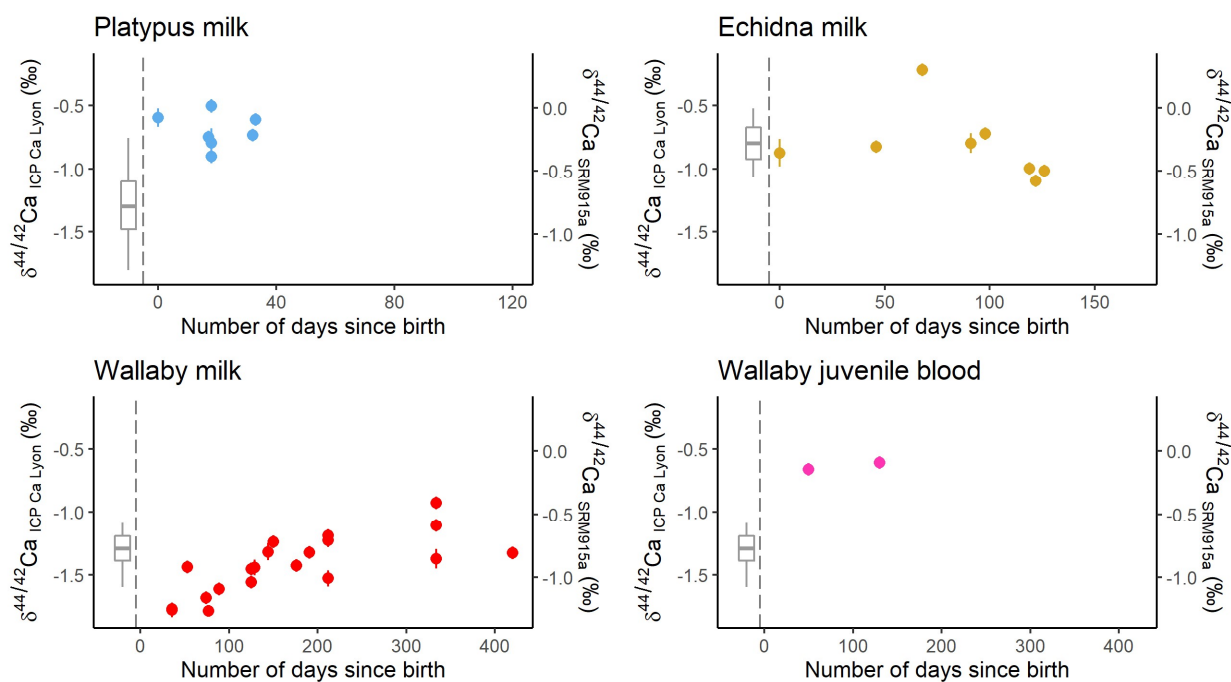 Platypus milk
δ44/42Ca ICP Ca Lyon (‰)
-0.5
-1.0
-1.5
0.0
-0.5
-1.0
δ44/42Ca SRM915a (‰)
0 40 80 120
Number of days since birth
Echidna milk
δ44/42Ca ICP Ca Lyon (‰)
-0.5
-1.0
-1.5
0.0
-0.5
-1.0
δ44/42Ca SRM915a (‰)
0 50 100 150
Number of days since birth
Wallaby milk
δ44/42Ca ICP Ca Lyon (‰)
-0.5
-1.0
-1.5
0.0
-0.5
-1.0
δ44/42Ca SRM915a (‰)
0 100 200 300 400
Number of days since birth
Wallaby juvenile blood
δ44/42Ca ICP Ca Lyon (‰)
-0.5
-1.0
-1.5
0.0
-0.5
-1.0
δ44/42Ca SRM915a (‰)
0 100 200 300 400
Number of days since birth